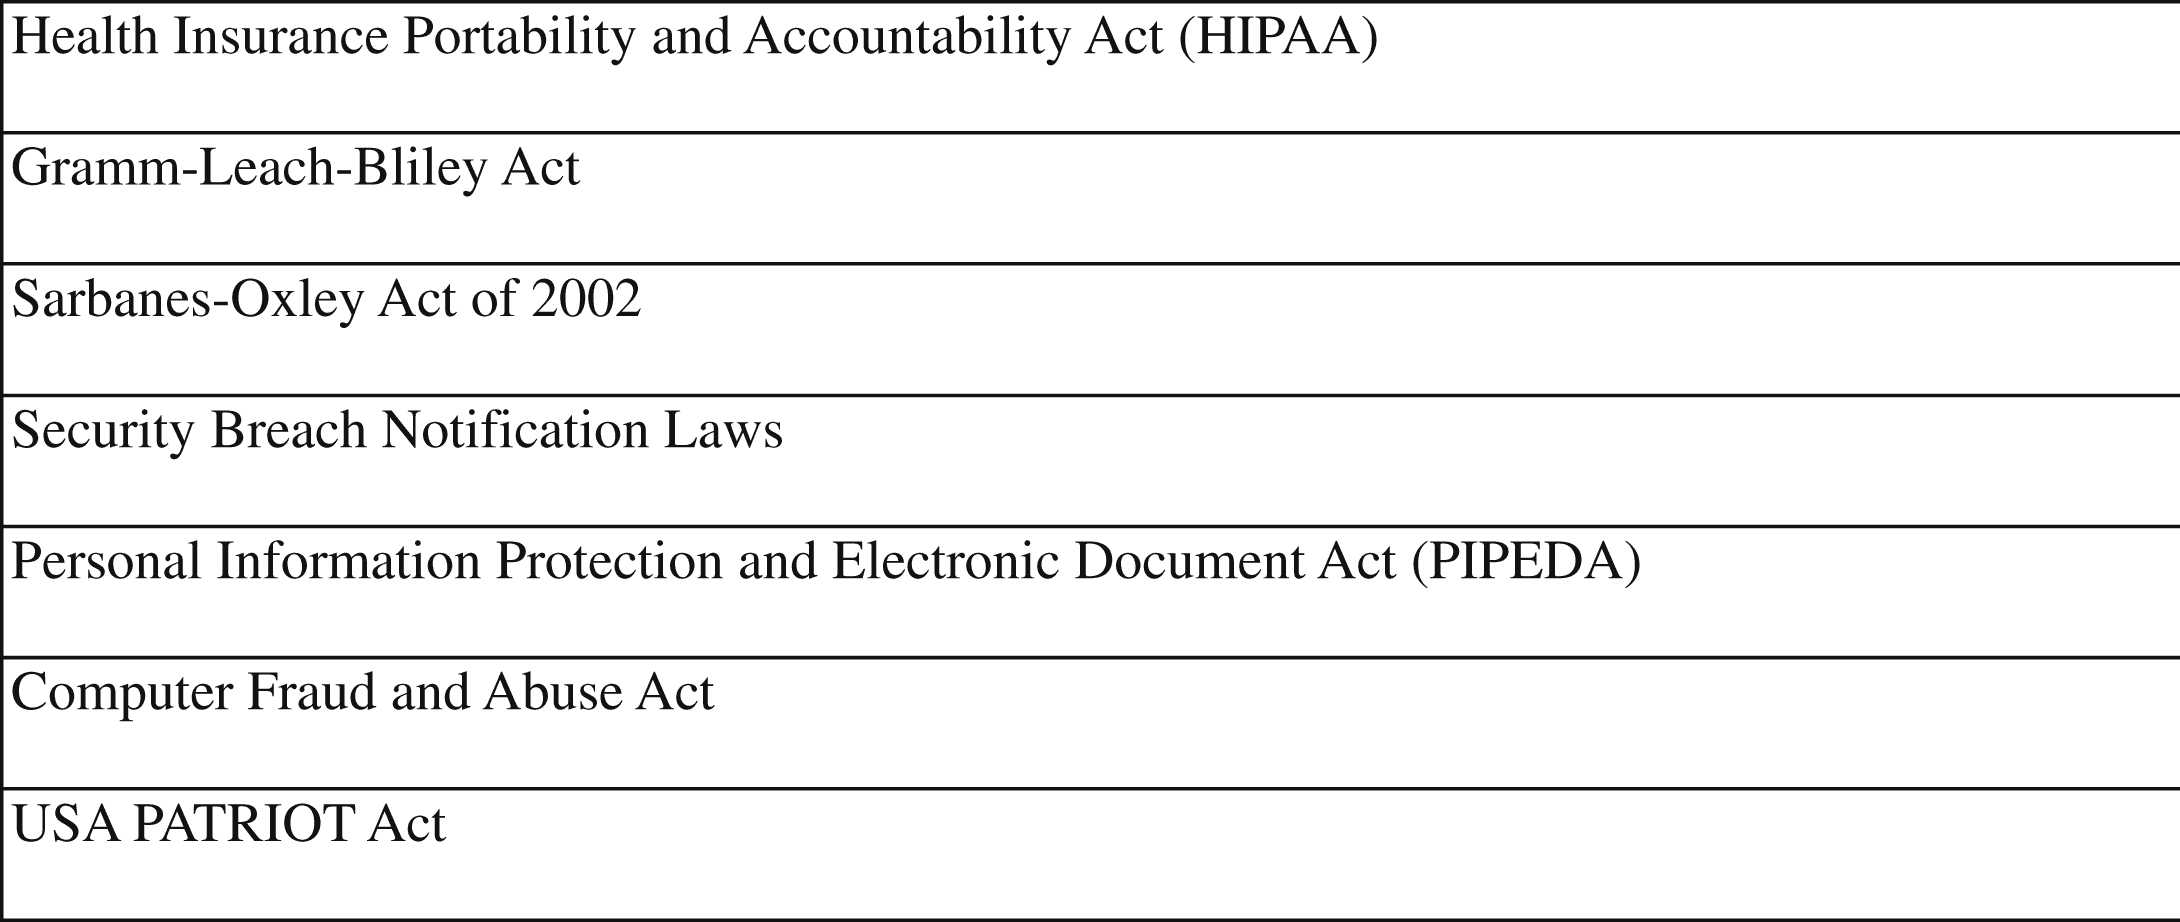 Health Insurance Portability and Accountability Act (HIPAA)
Gramm-Leach-Bliley Act
Sarbanes-Oxley Act of 2002
Security Breach Notification Laws
Personal Information Protection and Electronic Document Act (PIPEDA)
Computer Fraud and Abuse Act
USA PATRIOT Act